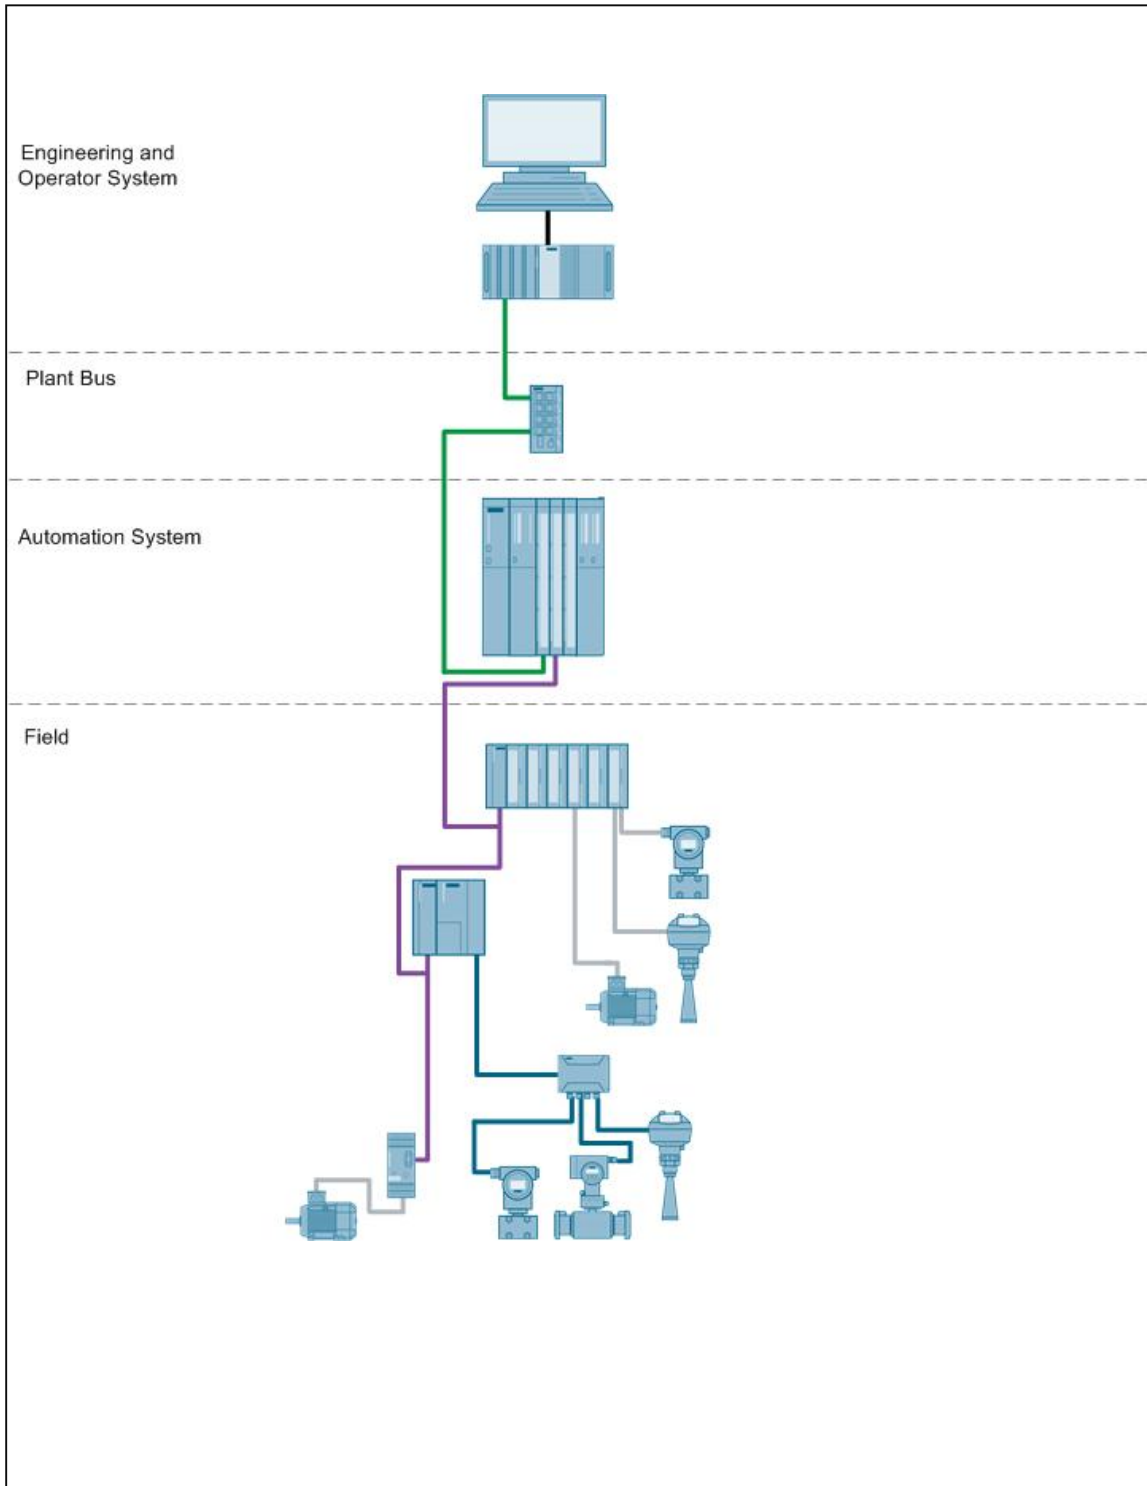 Engineering and
Operator System
Plant Bus
Automation System
Field